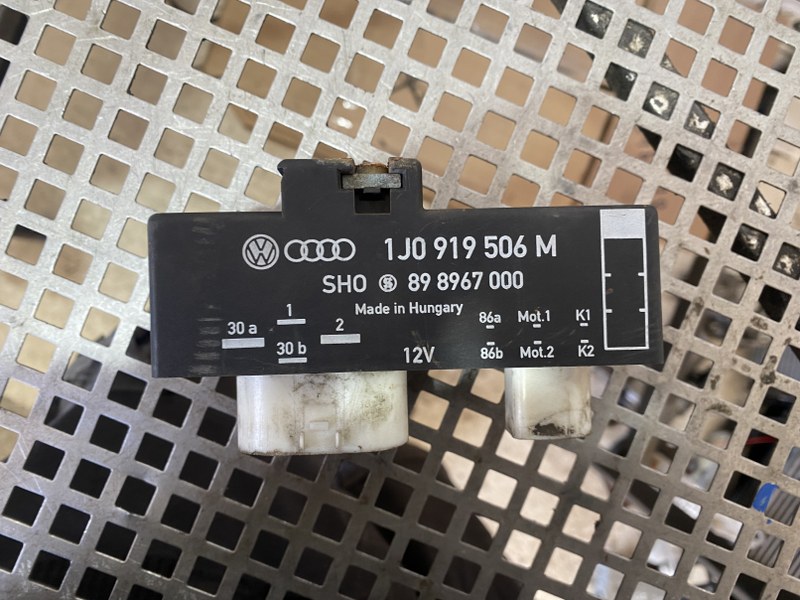 1J0 919 506 M
SHO 89 8967 000
Made in Hungary
30 a 1 2 86a Mot.1 K1
30 b 12V 86b Mot.2 K2